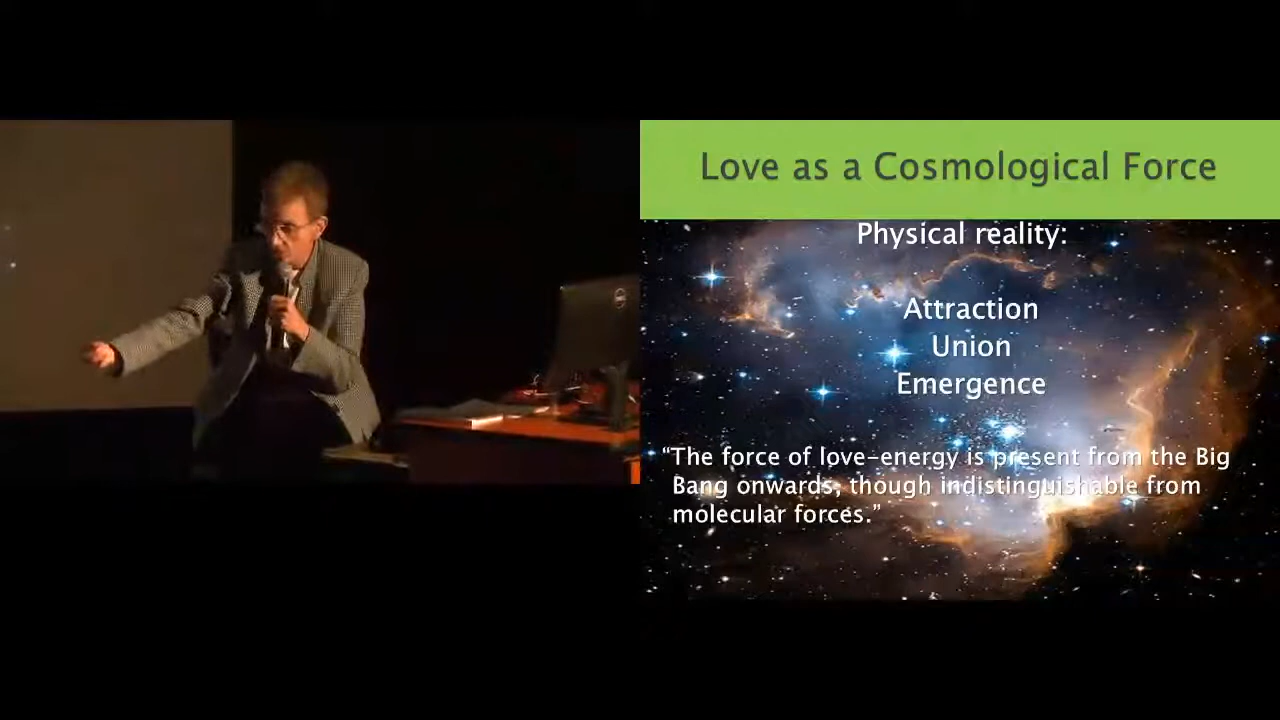 Love as a Cosmological Force
Physical reality:
Attraction
Union
Emergence
“The force of love-energy is present from the Big
Bang onwards, though indistinguishable from
molecular forces.”